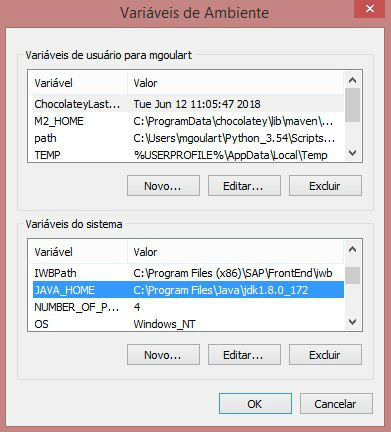 Variáveis de Ambiente
Variáveis de usuário para mgoulart
Variável Valor
ChocolateyLast... Tue Jun 12 11:05:47 2018
M2_HOME C:\ProgramData\chocolatey\lib\maven\...
path C:\Users\mgoulart\Python_3.54\Scripts...
TEMP %USERPROFILE%\AppData\Local\Temp
Novo... Editar... Excluir
Variáveis do sistema
Variável Valor
IWBPath C:\Program Files (x86)\SAP\FrontEnd\iwb
JAVA_HOME C:\Program Files\Java\jdk1.8.0_172
NUMBER_OF_P... 4
OS Windows_NT
Novo... Editar... Excluir
OK Cancelar